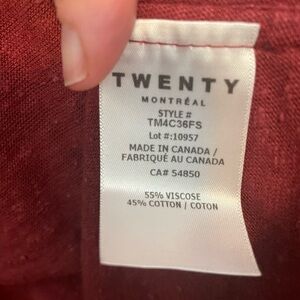 TWENTY
MONTRÉAL
STYLE #
TM4C36FS
Lot #:10957
MADE IN CANADA /
FABRIQUÉ AU CANADA
CA# 54850
55% VISCOSE
45% COTTON / COTON